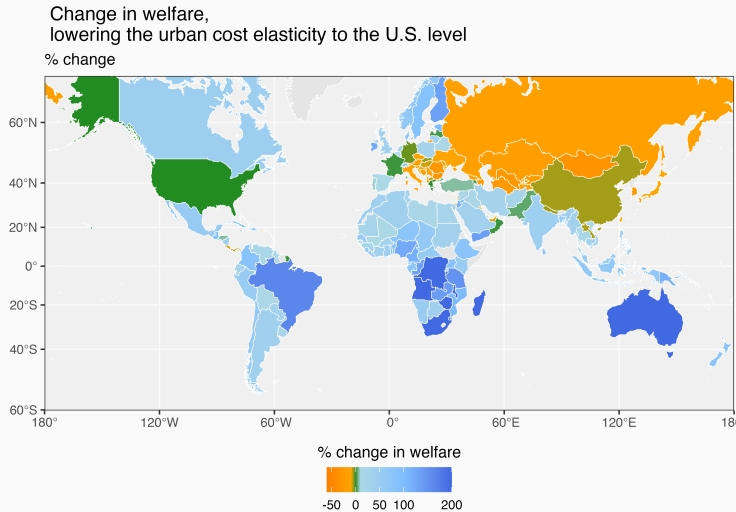 Change in welfare,
lowering the urban cost elasticity to the U.S. level
% change
60°N
40°N
20°N
0°
20°S
40°S
60°S
180° 120°W 60°W 0° 60°E 120°E 180
% change in welfare
-50 0 50 100 200